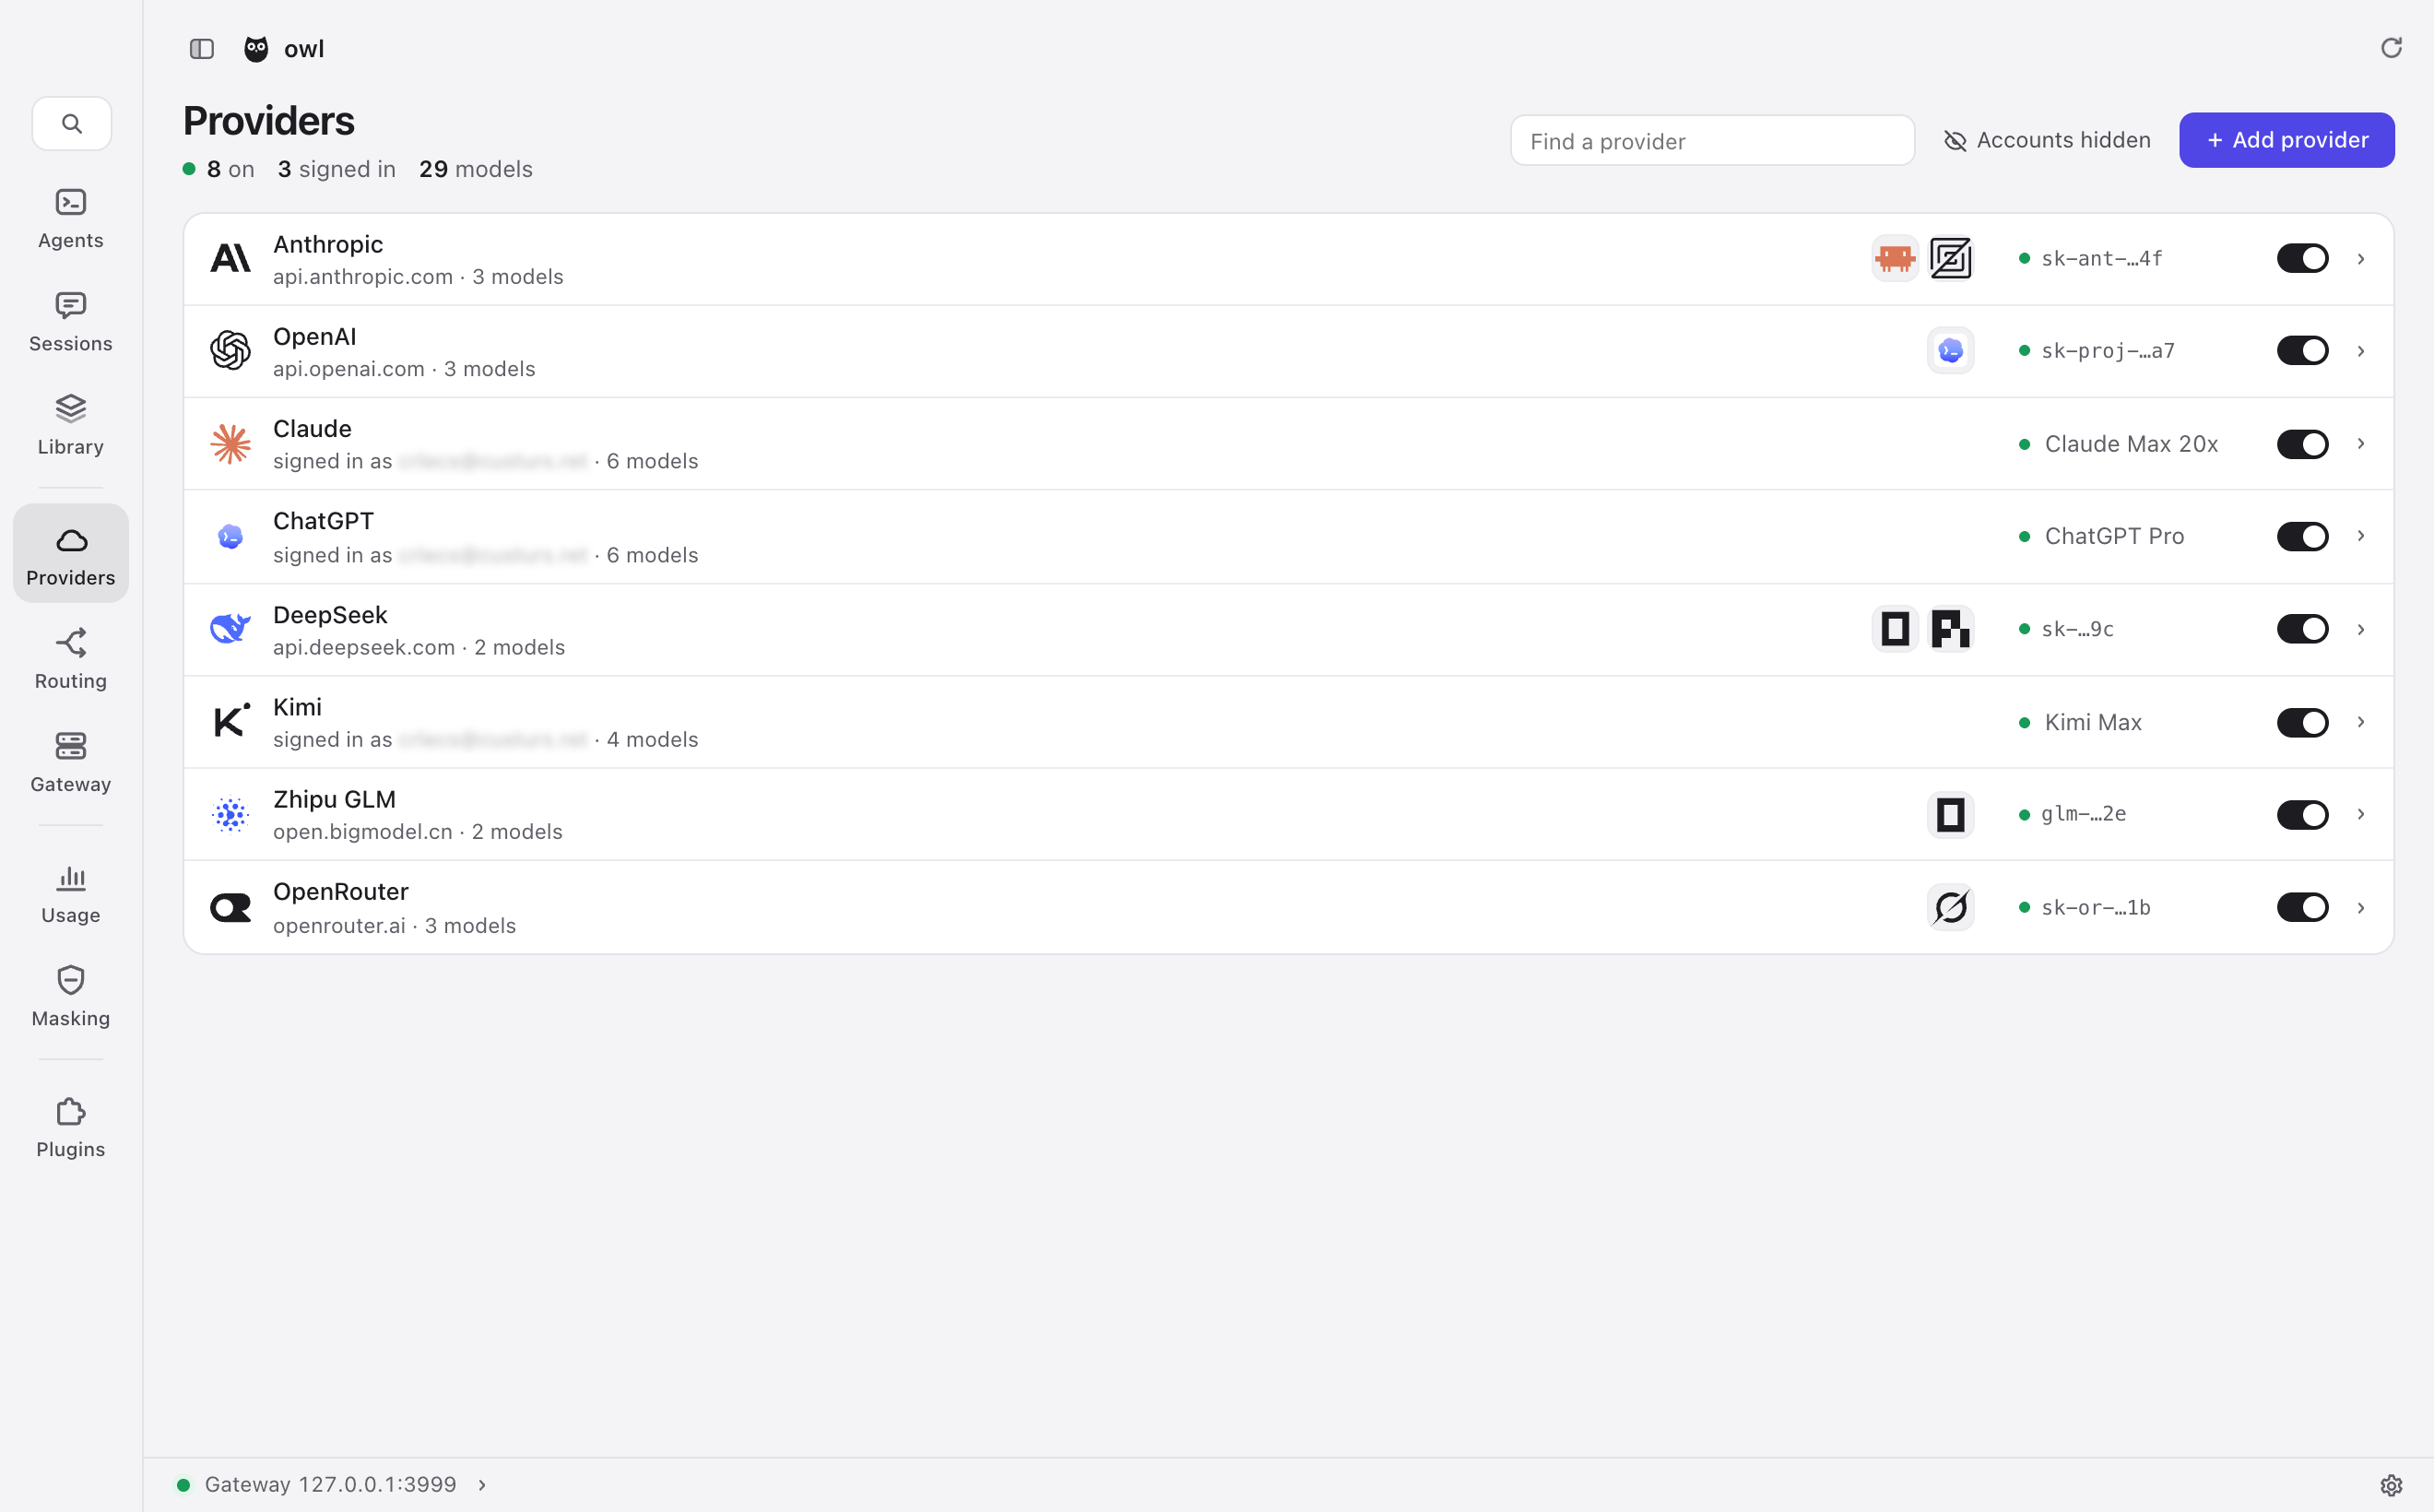 owl
Providers
8 on 3 signed in 29 models
Find a provider
Accounts hidden
+ Add provider
Agents
Sessions
Library
Providers
Routing
Gateway
Usage
Masking
Plugins
Anthropic
api.anthropic.com · 3 models
sk-ant-…4f
OpenAI
api.openai.com · 3 models
sk-proj-…a7
Claude
signed in as · 6 models
Claude Max 20x
ChatGPT
signed in as · 6 models
ChatGPT Pro
DeepSeek
api.deepseek.com · 2 models
sk-…9c
Kimi
signed in as · 4 models
Kimi Max
Zhipu GLM
open.bigmodel.cn · 2 models
glm-…2e
OpenRouter
openrouter.ai · 3 models
sk-or-…1b
Gateway 127.0.0.1:3999